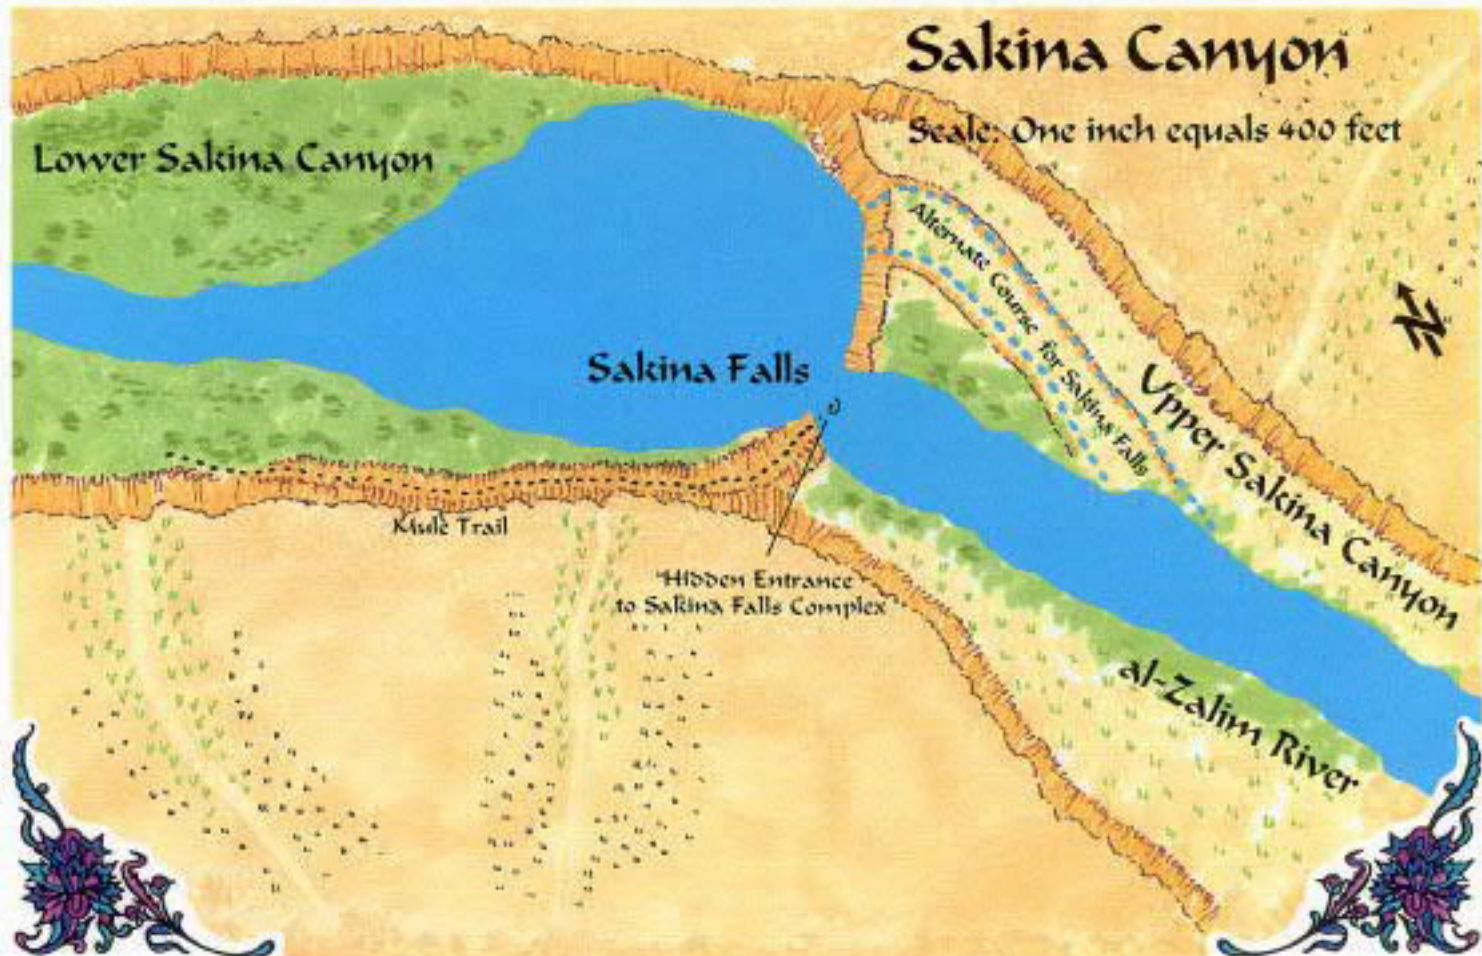 Sakina Canyon
Scale: One inch equals 400 feet
Lower Sakina Canyon
Alternate Course for Sakina Falls
N
Sakina Falls
Upper Sakina Canyon
Mule Trail
Hidden Entrance
to Sakina Falls Complex
al-Zalim River